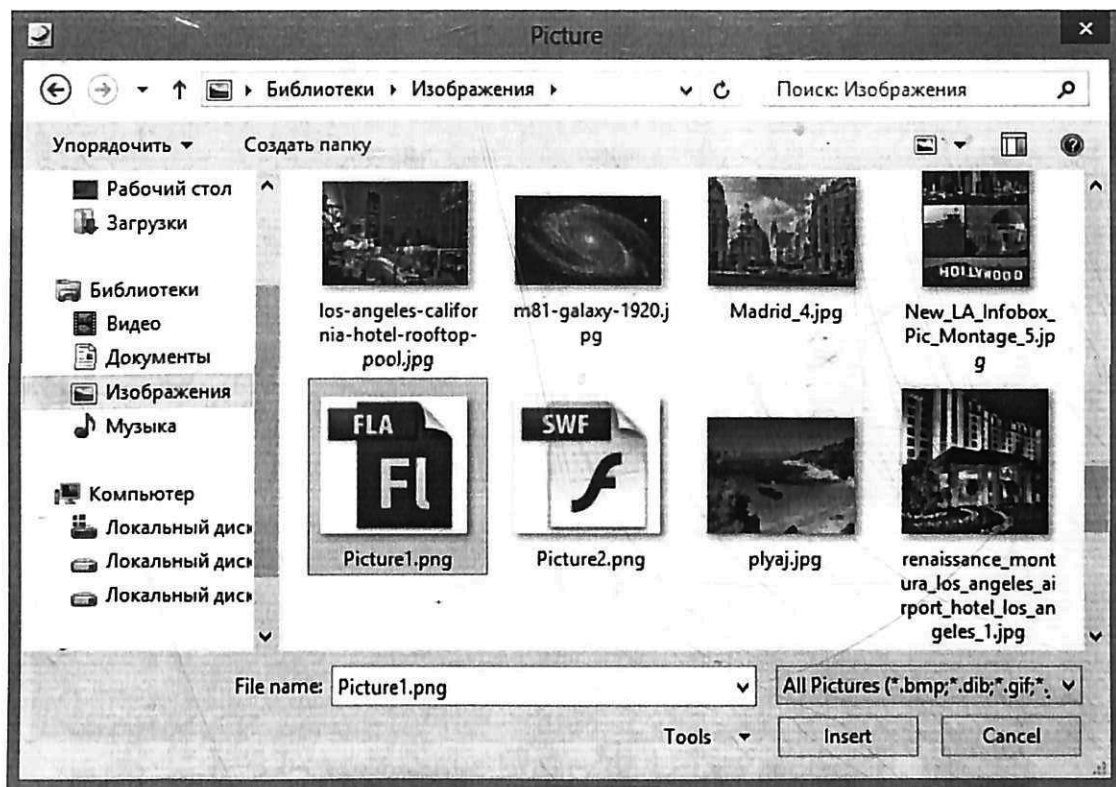 Picture
Библиотеки Изображения
Поиск: Изображения
Упорядочить
Создать папку
Рабочий стол
Загрузки
Библиотеки
Видео
Документы
Изображения
Музыка
Компьютер
Локальный диск
Локальный диск
Локальный диск
HOLLYWOOD
los-angeles-califor
nia-hotel-rooftop-
pool.jpg
m81-galaxy-1920.j
pg
Madrid_4.jpg
New_LA_Infobox_
Pic_Montage_5.jp
g
FLA
Fl
Picture1.png
SWF
Picture2.png
plyaj.jpg
renaissance_mont
ura_los_angeles_ai
rport_hotel_los_an
geles_1.jpg
File name: Picture1.png
All Pictures (*.bmp;*.dib;*.gif;*.
Tools
Insert
Cancel